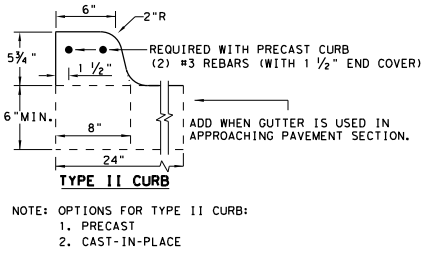 6"
2"R
5¾"
REQUIRED WITH PRECAST CURB
(2) #3 REBARS (WITH 1 ½" END COVER)
1 ½"
6"MIN.
ADD WHEN GUTTER IS USED IN
APPROACHING PAVEMENT SECTION.
8"
24"
TYPE II CURB
NOTE: OPTIONS FOR TYPE II CURB:
1. PRECAST
2. CAST-IN-PLACE